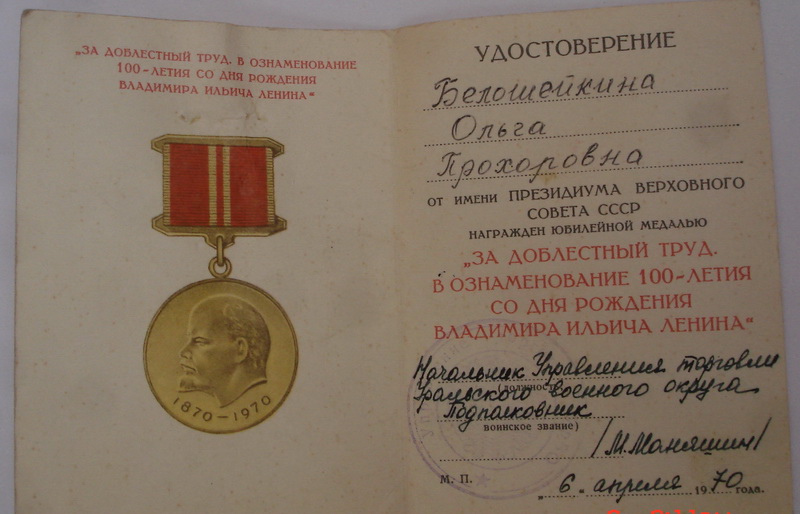 „ЗА ДОБЛЕСТНЫЙ ТРУД. В ОЗНАМЕНОВАНИЕ
100-ЛЕТИЯ СО ДНЯ РОЖДЕНИЯ
ВЛАДИМИРА ИЛЬИЧА ЛЕНИНА“
1870-1970
УДОСТОВЕРЕНИЕ
Белошейкина
Ольга
Прохоровна
ОТ ИМЕНИ ПРЕЗИДИУМА ВЕРХОВНОГО
СОВЕТА СССР
НАГРАЖДЕН ЮБИЛЕЙНОЙ МЕДАЛЬЮ
„ЗА ДОБЛЕСТНЫЙ ТРУД.
В ОЗНАМЕНОВАНИЕ 100-ЛЕТИЯ
СО ДНЯ РОЖДЕНИЯ
ВЛАДИМИРА ИЛЬИЧА ЛЕНИНА“
Начальник Управления торговли
(должность,
Уральского военного округа
Подполковник
воинское звание)
/М.Маняшин/
М. П.
„6“ апреля 1970 года.